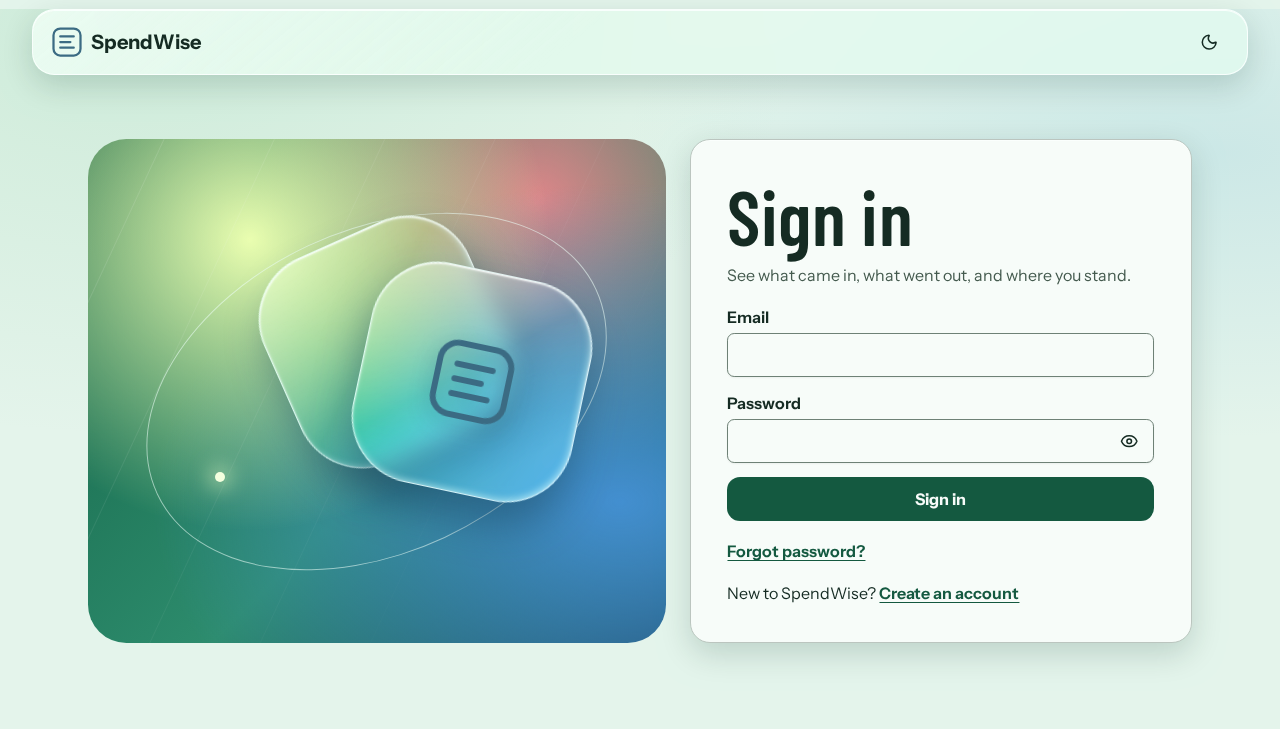 SpendWise
Sign in
See what came in, what went out, and where you stand.
Email
Password
Sign in
Forgot password?
New to SpendWise? Create an account